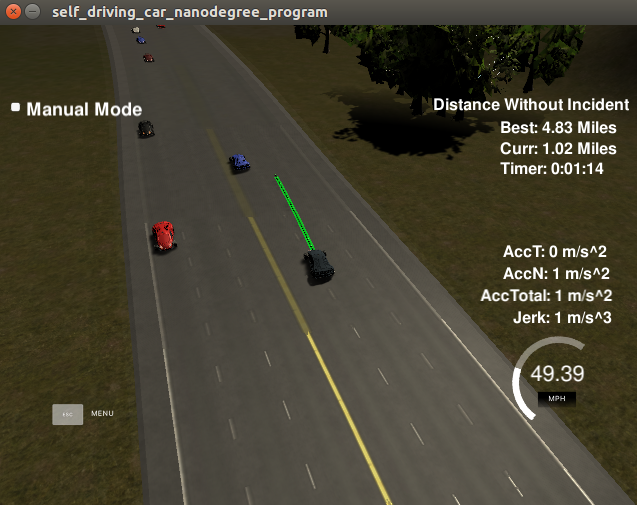 self_driving_car_nanodegree_program
Manual Mode
Distance Without Incident
Best: 4.83 Miles
Curr: 1.02 Miles
Timer: 0:01:14
AccT: 0 m/s^2
AccN: 1 m/s^2
AccTotal: 1 m/s^2
Jerk: 1 m/s^3
49.39
MPH
ESC MENU